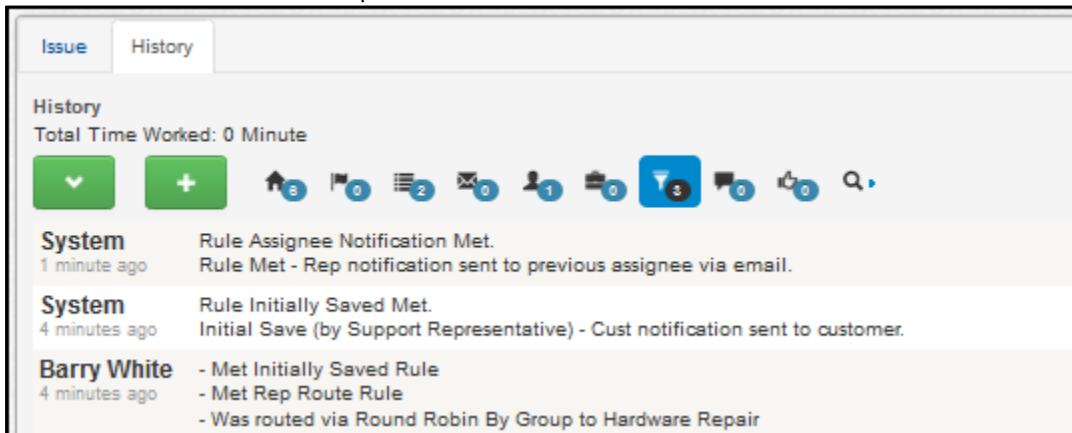 Issue History
History
Total Time Worked: 0 Minute
6 0 2 0 1 0 3 0 0
System Rule Assignee Notification Met.
1 minute ago Rule Met - Rep notification sent to previous assignee via email.
System Rule Initially Saved Met.
4 minutes ago Initial Save (by Support Representative) - Cust notification sent to customer.
Barry White - Met Initially Saved Rule
4 minutes ago - Met Rep Route Rule
- Was routed via Round Robin By Group to Hardware Repair